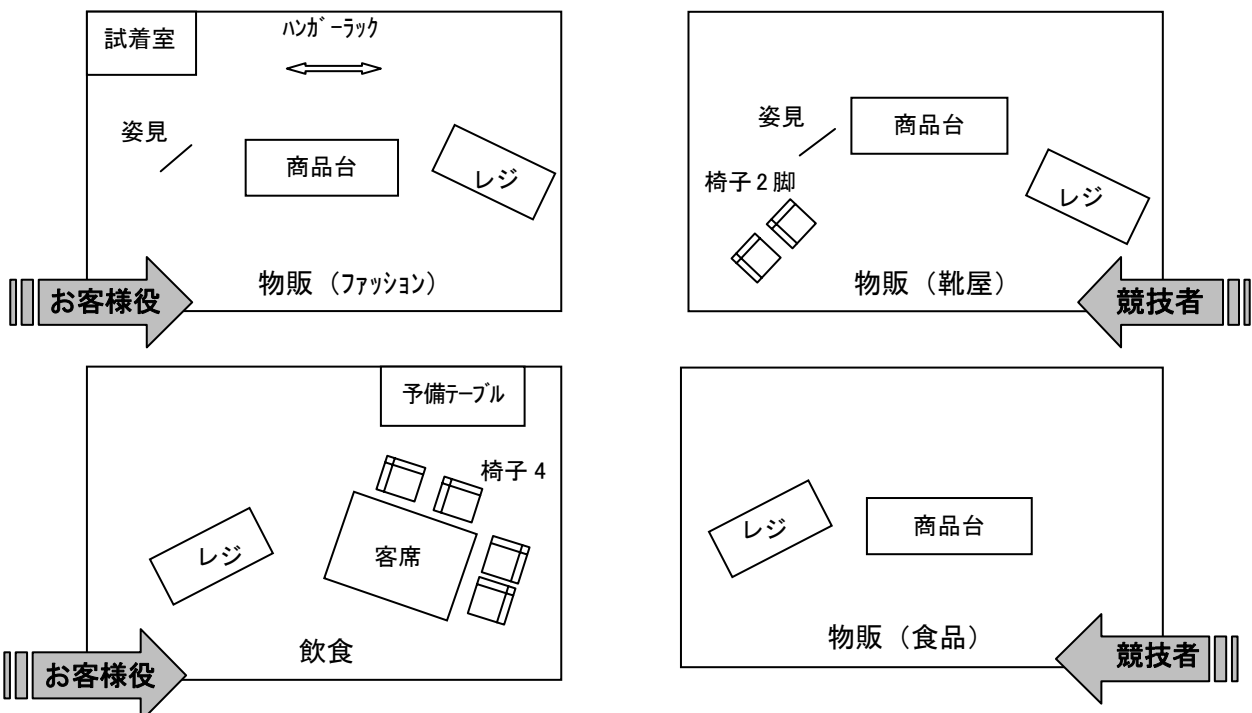 試着室
ﾊﾝｶﾞｰﾗｯｸ
姿見
商品台
レジ
物販（ﾌｧｯｼｮﾝ）
お客様役
姿見
商品台
椅子2脚
レジ
物販（靴屋）
競技者
予備ﾃｰﾌﾞﾙ
椅子4
レジ
客席
飲食
お客様役
レジ
商品台
物販（食品）
競技者